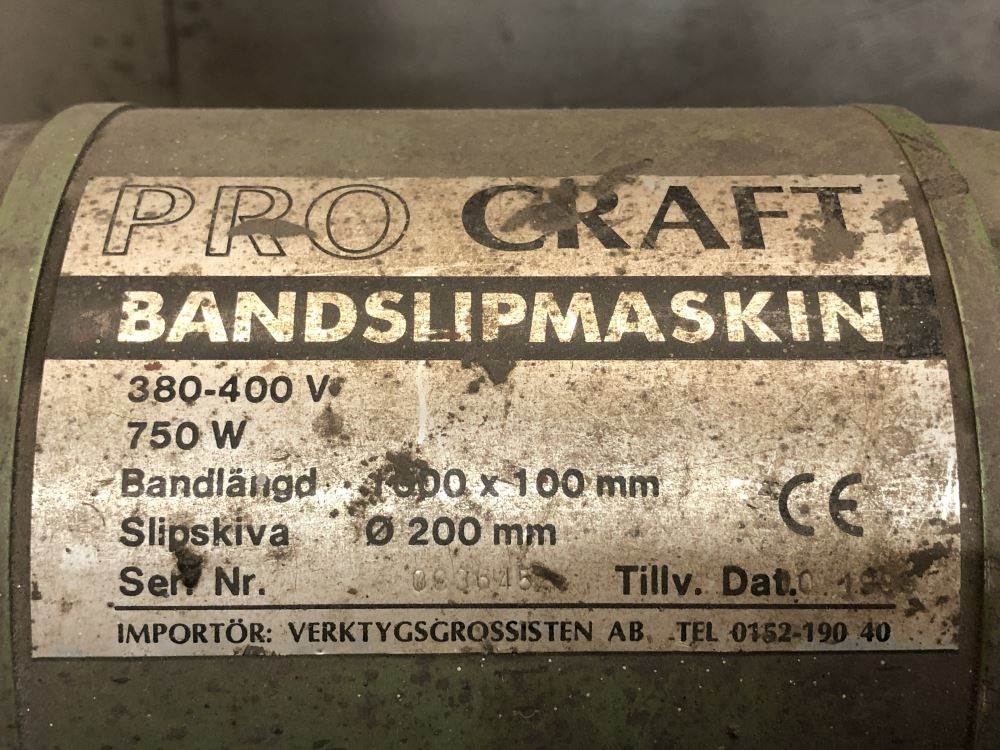 PRO CRAFT
BANDSLIPMASKIN
380-400 V
750 W
Bandlängd x 100 mm
Slipskiva Ø 200 mm
Ser. Nr. Tillv. Dat.
IMPORTÖR: VERKTYGSGROSSISTEN AB TEL 0152-190 40